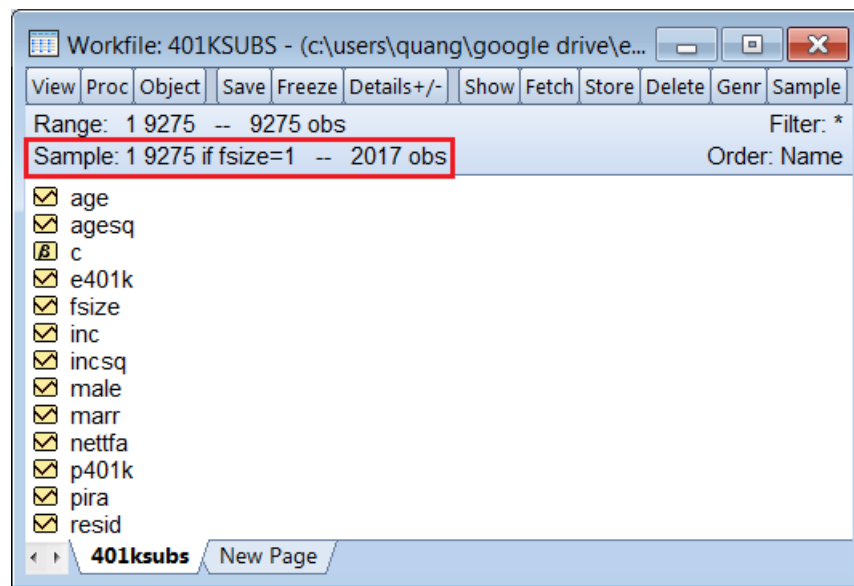 Workfile: 401KSUBS - (c:\users\quang\google drive\e...
View Proc Object Save Freeze Details+/- Show Fetch Store Delete Genr Sample
Range: 1 9275 -- 9275 obs Filter: *
Sample: 1 9275 if fsize=1 -- 2017 obs Order: Name
age
agesq
β c
e401k
fsize
inc
incsq
male
marr
nettfa
p401k
pira
resid
401ksubs New Page